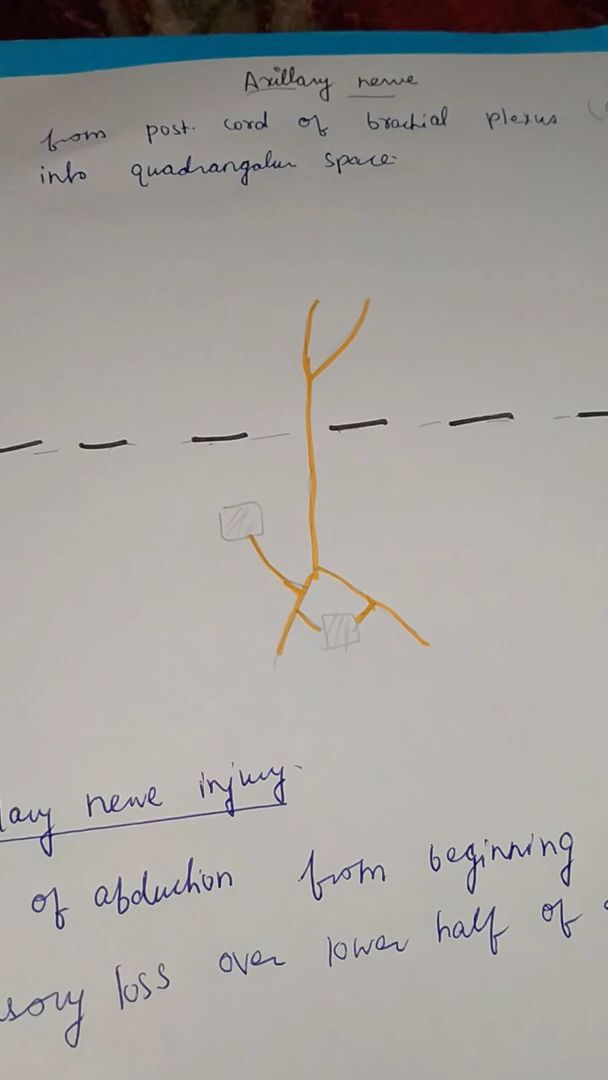 Axillary nerve
from post. cord of brachial plexus (
into quadrangalur space.
lary nerve injury.
of abduction from beginning
sory loss over lower half of